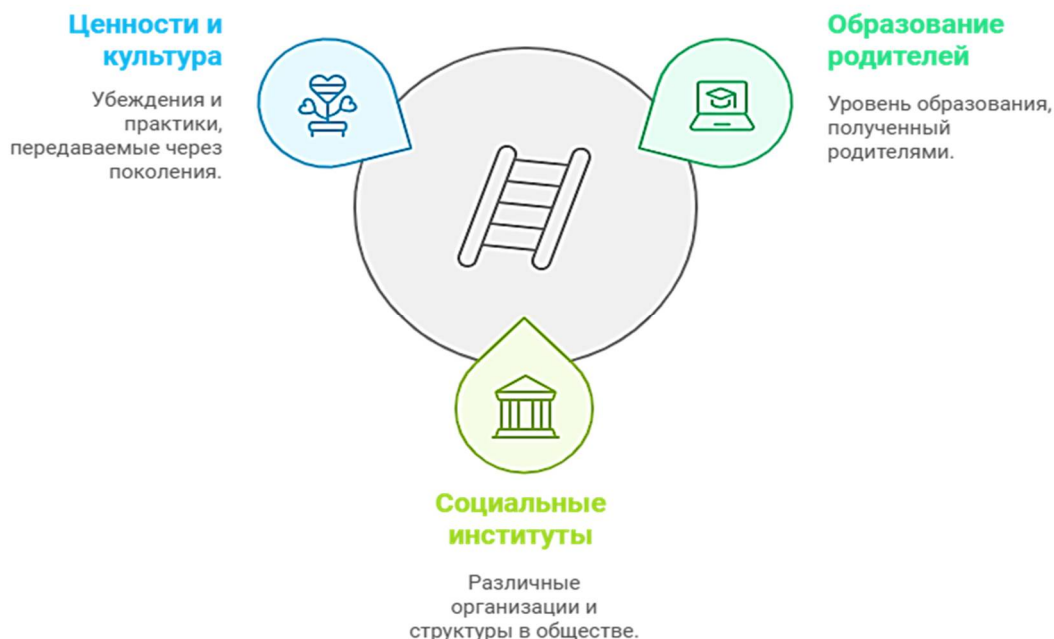 Ценности и
культура
Убеждения и
практики,
передаваемые через
поколения.
Образование
родителей
Уровень образования,
полученный
родителями.
Социальные
институты
Различные
организации и
структуры в обществе.